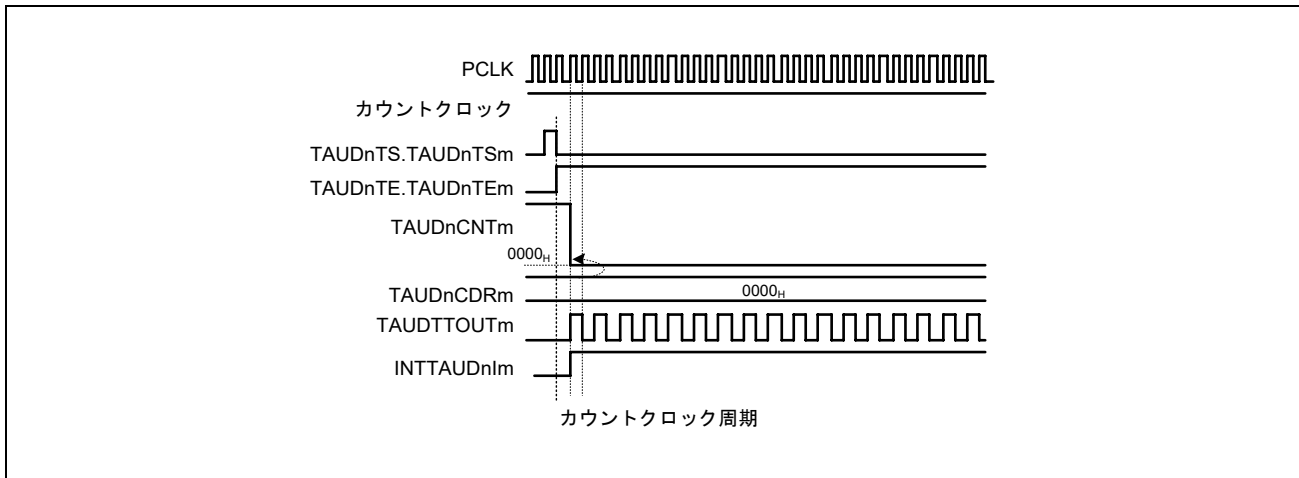 PCLK
カウントクロック
TAUDnTS.TAUDnTSm
TAUDnTE.TAUDnTEm
TAUDnCNTm
0000H
TAUDnCDRm
0000H
TAUDTTOUTm
INTTAUDnIm
カウントクロック周期